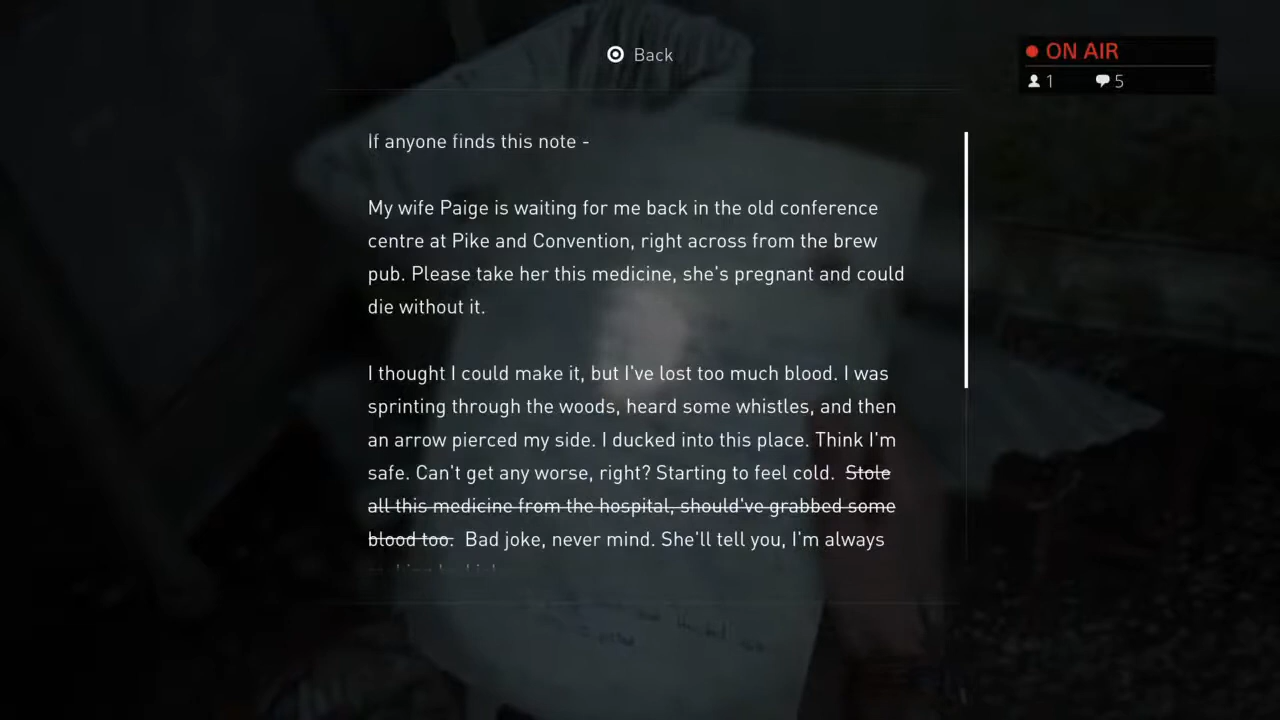 Back
ON AIR
1 5
If anyone finds this note -
My wife Paige is waiting for me back in the old conference
centre at Pike and Convention, right across from the brew
pub. Please take her this medicine, she's pregnant and could
die without it.
I thought I could make it, but I've lost too much blood. I was
sprinting through the woods, heard some whistles, and then
an arrow pierced my side. I ducked into this place. Think I'm
safe. Can't get any worse, right? Starting to feel cold. Stole
all this medicine from the hospital, should've grabbed some
blood too. Bad joke, never mind. She'll tell you, I'm always